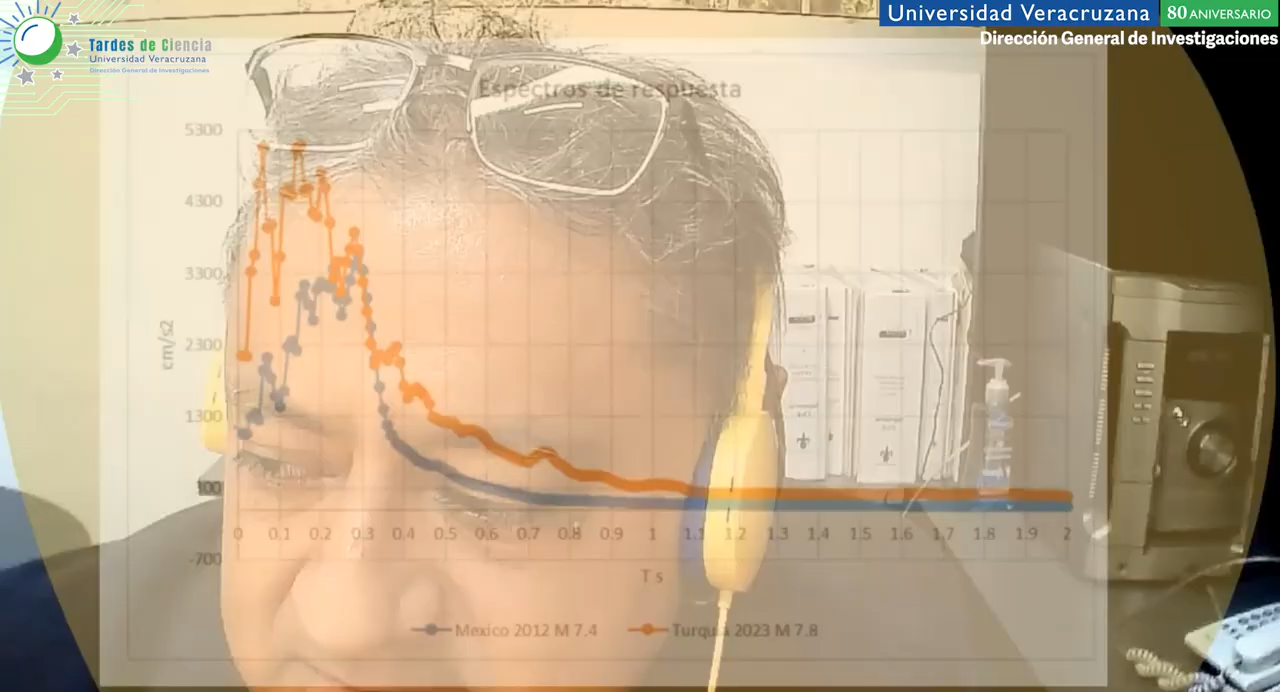 Universidad Veracruzana
80 ANIVERSARIO
Dirección General de Investigaciones
Tardes de Ciencia
Universidad Veracruzana
Dirección General de Investigaciones
Espectros de respuesta
5300
4300
3300
2300
1300
300
-700
cm/s2
0 0.1 0.2 0.3 0.4 0.5 0.6 0.7 0.8 0.9 1 1.1 1.2 1.3 1.4 1.5 1.6 1.7 1.8 1.9 2
T s
Mexico 2012 M 7.4 Turquia 2023 M 7.8